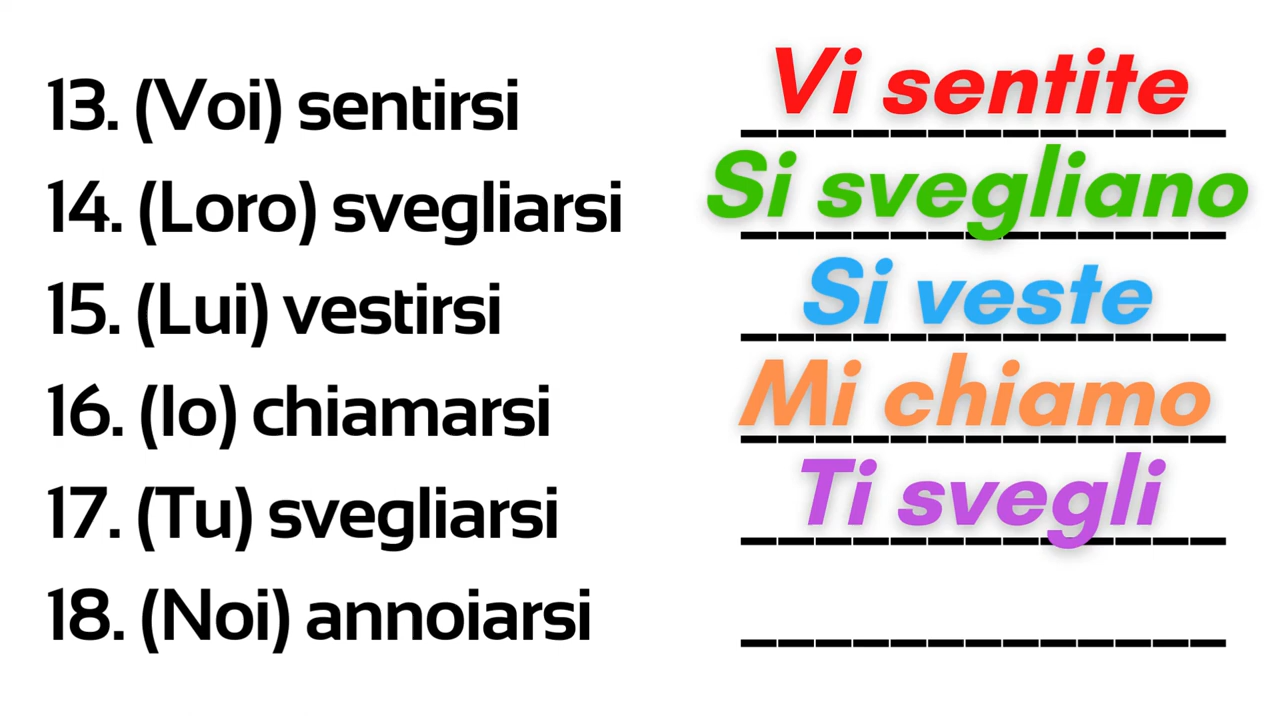 13. (Voi) sentirsi Vi sentite
14. (Loro) svegliarsi Si svegliano
15. (Lui) vestirsi Si veste
16. (Io) chiamarsi Mi chiamo
17. (Tu) svegliarsi Ti svegli
18. (Noi) annoiarsi